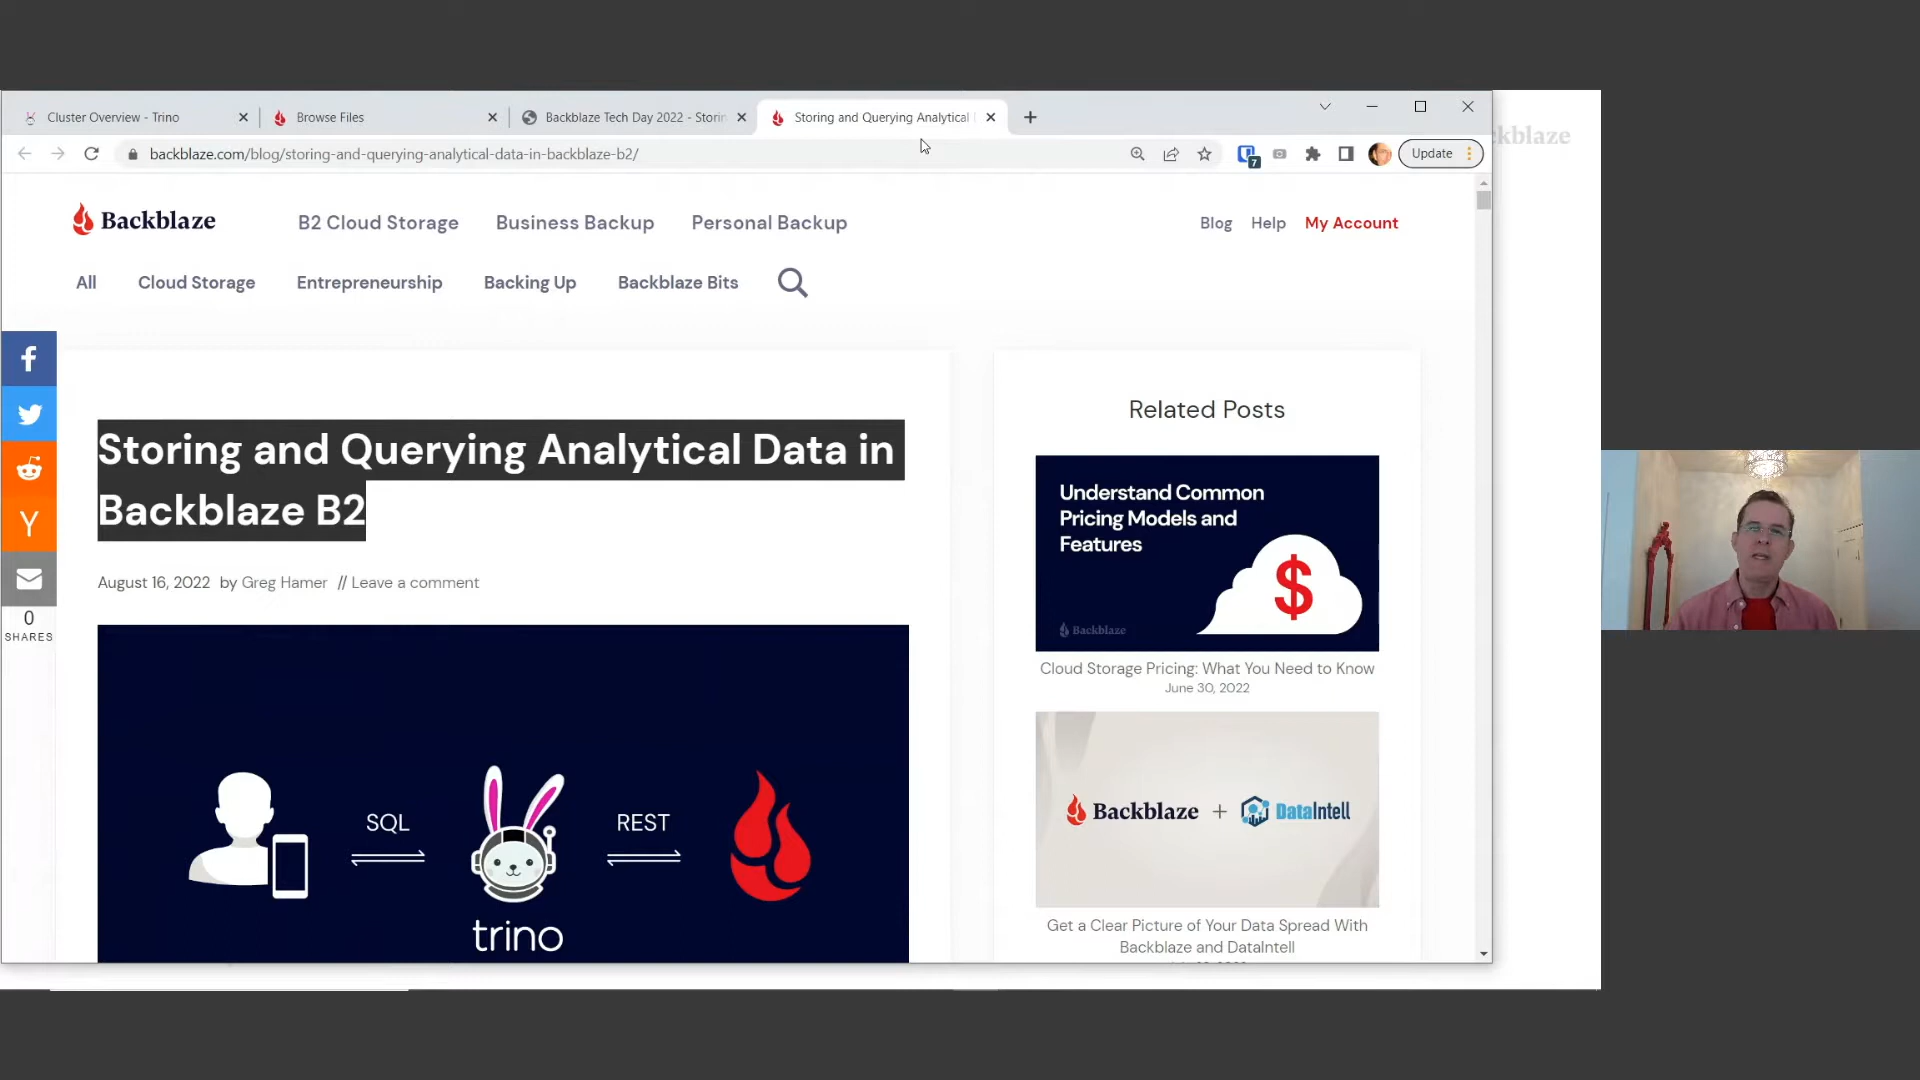 Cluster Overview - Trino
Browse Files
Backblaze Tech Day 2022 - Storin
Storing and Querying Analytical
backblaze.com/blog/storing-and-querying-analytical-data-in-backblaze-b2/
7
Update
ckblaze
Backblaze
B2 Cloud Storage
Business Backup
Personal Backup
Blog
Help
My Account
All
Cloud Storage
Entrepreneurship
Backing Up
Backblaze Bits
0
SHARES
Storing and Querying Analytical Data in
Backblaze B2
August 16, 2022 by Greg Hamer // Leave a comment
SQL
REST
trino
Related Posts
Understand Common
Pricing Models and
Features
$
Backblaze
Cloud Storage Pricing: What You Need to Know
June 30, 2022
Backblaze + DataIntell
Get a Clear Picture of Your Data Spread With
Backblaze and DataIntell